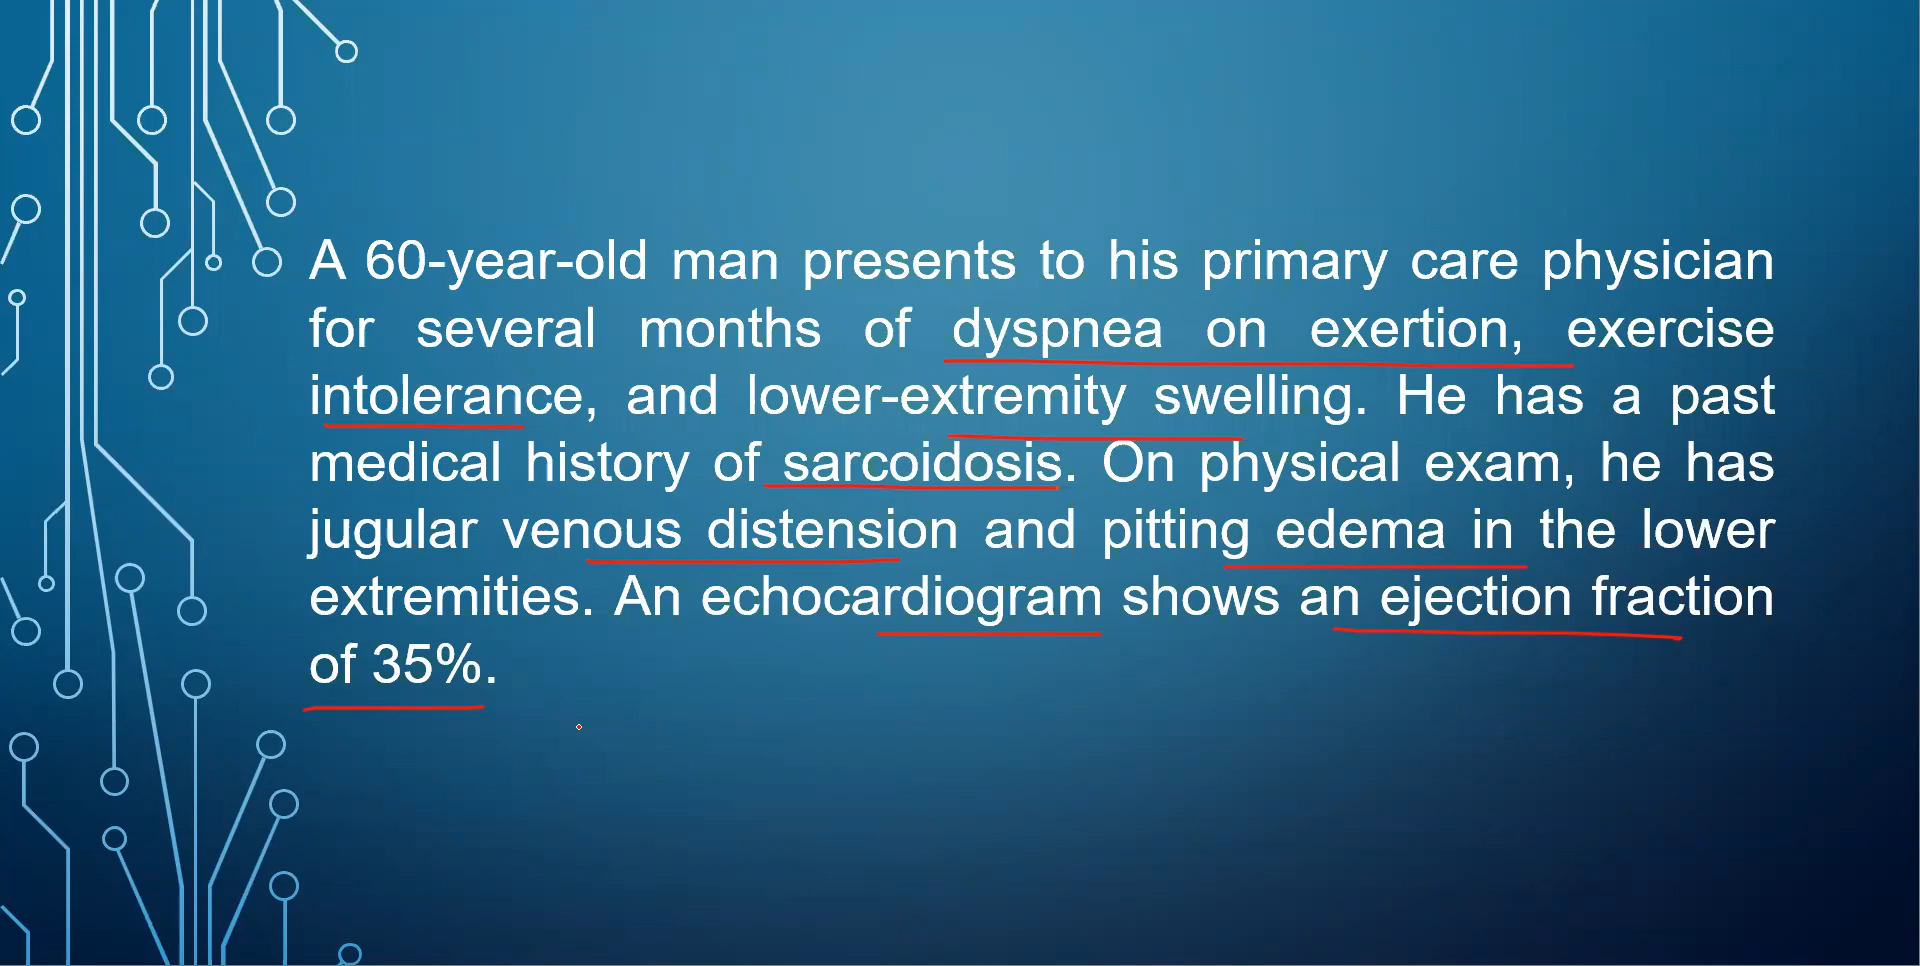 A 60-year-old man presents to his primary care physician
for several months of dyspnea on exertion, exercise
intolerance, and lower-extremity swelling. He has a past
medical history of sarcoidosis. On physical exam, he has
jugular venous distension and pitting edema in the lower
extremities. An echocardiogram shows an ejection fraction
of 35%.